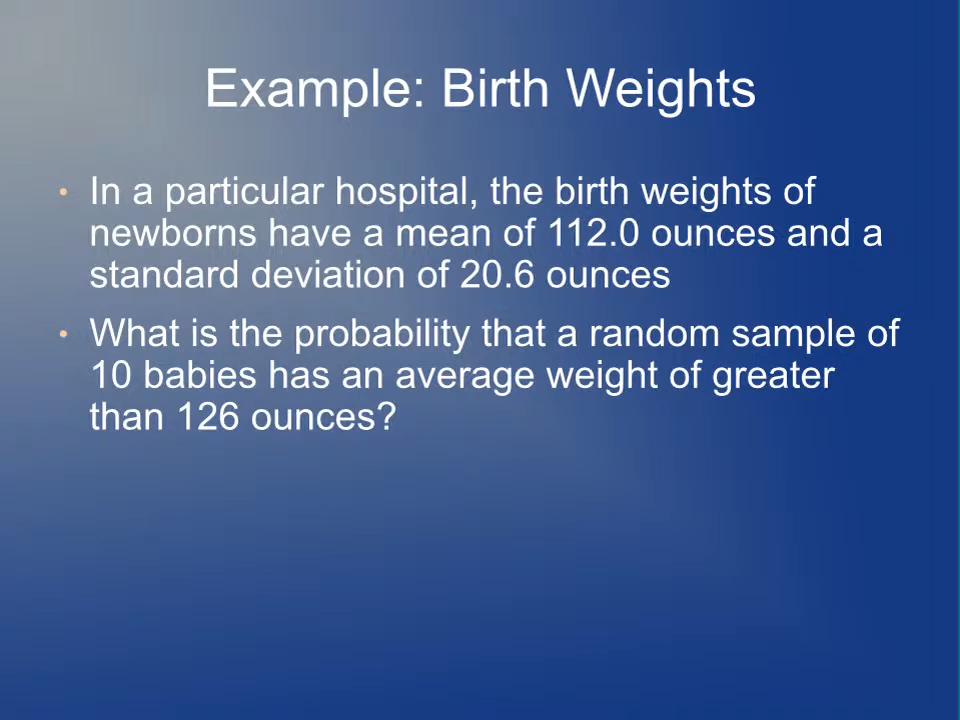 Example: Birth Weights
• In a particular hospital, the birth weights of
newborns have a mean of 112.0 ounces and a
standard deviation of 20.6 ounces
• What is the probability that a random sample of
10 babies has an average weight of greater
than 126 ounces?